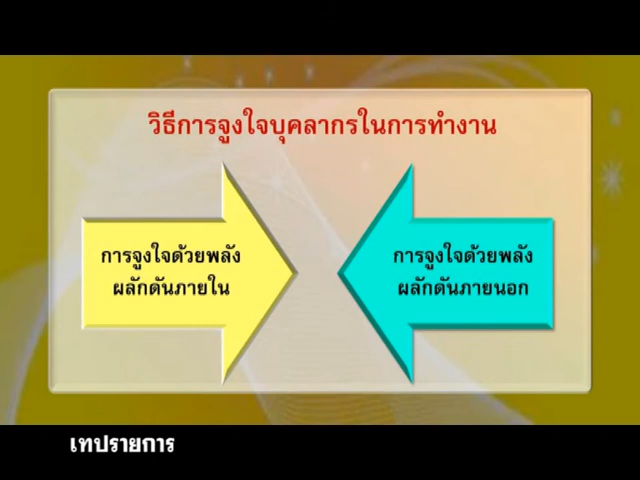 วิธีการจูงใจบุคลากรในการทำงาน
การจูงใจด้วยพลัง
ผลักดันภายใน
การจูงใจด้วยพลัง
ผลักดันภายนอก
เทปรายการ